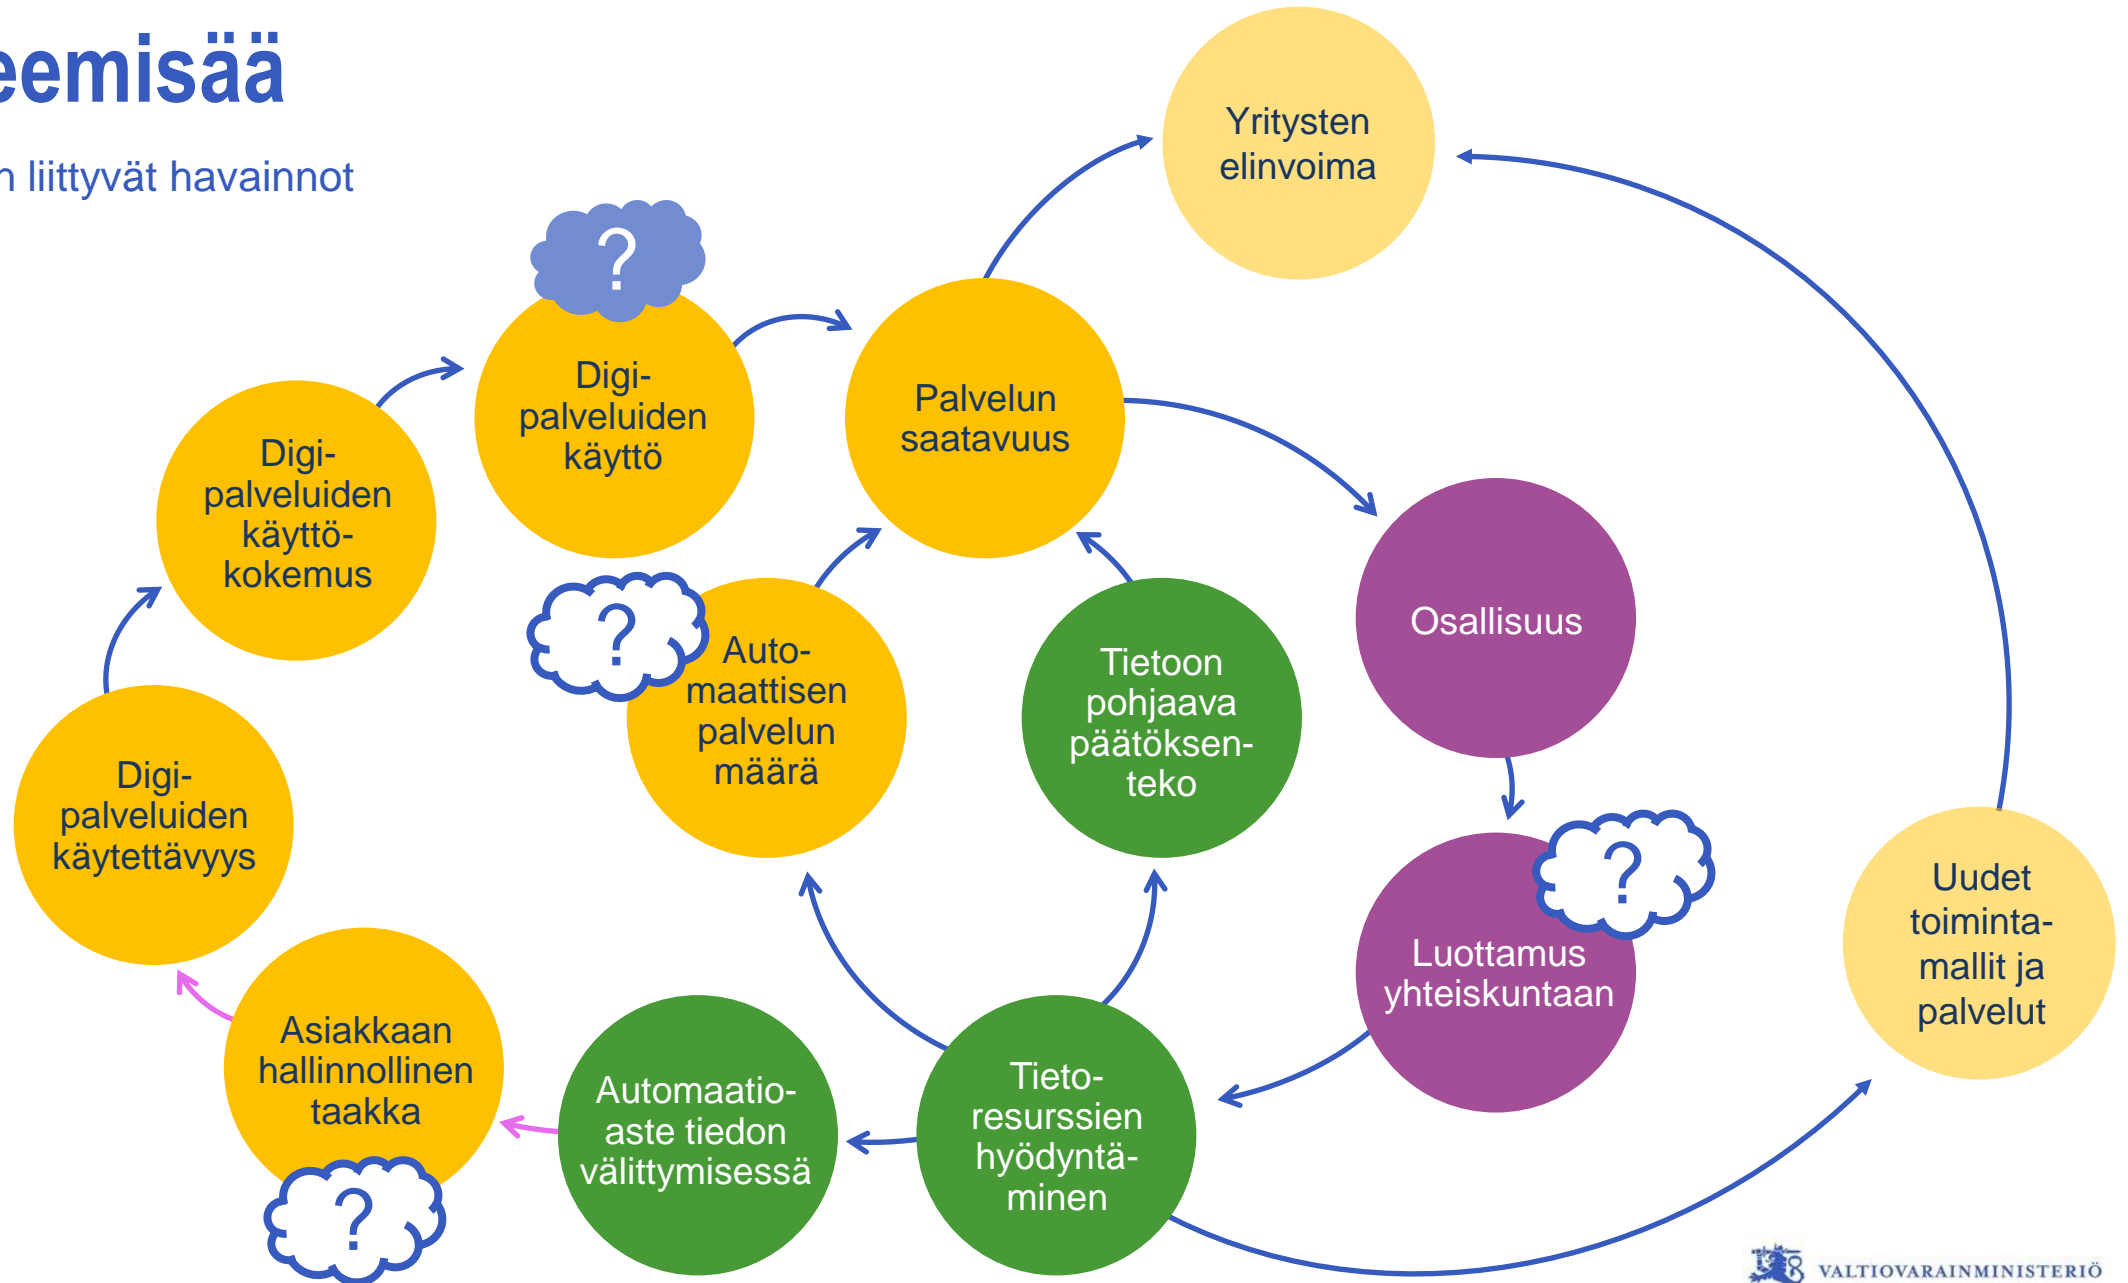 eemisää
n liittyvät havainnot
Yritysten
elinvoima
?
Digi-
palveluiden
käyttö
Palvelun
saatavuus
Digi-
palveluiden
käyttö-
kokemus
?
Auto-
maattisen
palvelun
määrä
Tietoon
pohjaava
päätöksen-
teko
Osallisuus
Digi-
palveluiden
käytettävyys
?
Luottamus
yhteiskuntaan
Uudet
toiminta-
mallit ja
palvelut
Asiakkaan
hallinnollinen
taakka
?
Automaatio-
aste tiedon
välittymisessä
Tieto-
resurssien
hyödyntä-
minen
VALTIOVARAINMINISTERIÖ